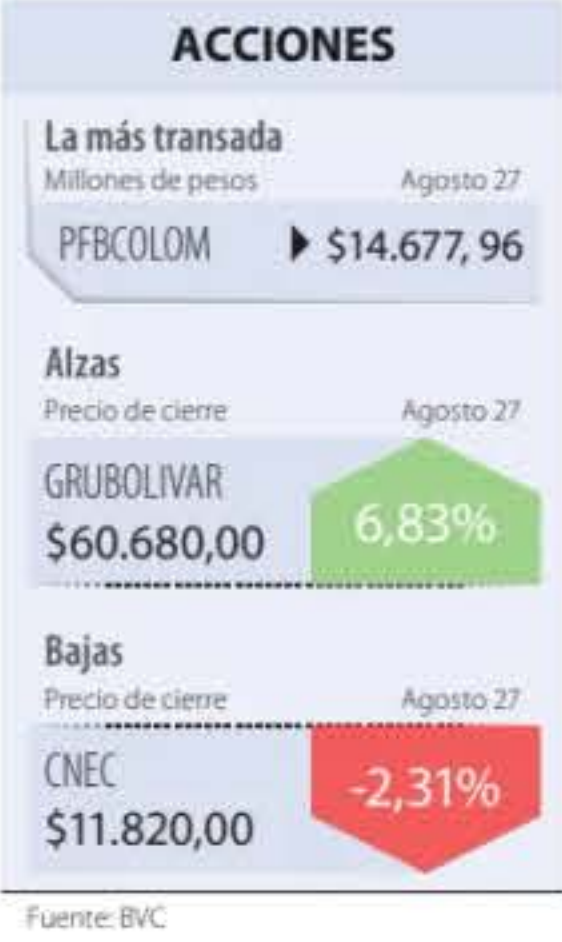 ACCIONES
La más transada
Millones de pesos Agosto 27
PFBCOLOM $14.677, 96
Alzas
Precio de cierre Agosto 27
GRUBOLIVAR
$60.680,00 6,83%
Bajas
Precio de cierre Agosto 27
CNEC
$11.820,00 -2,31%
Fuente: BVC